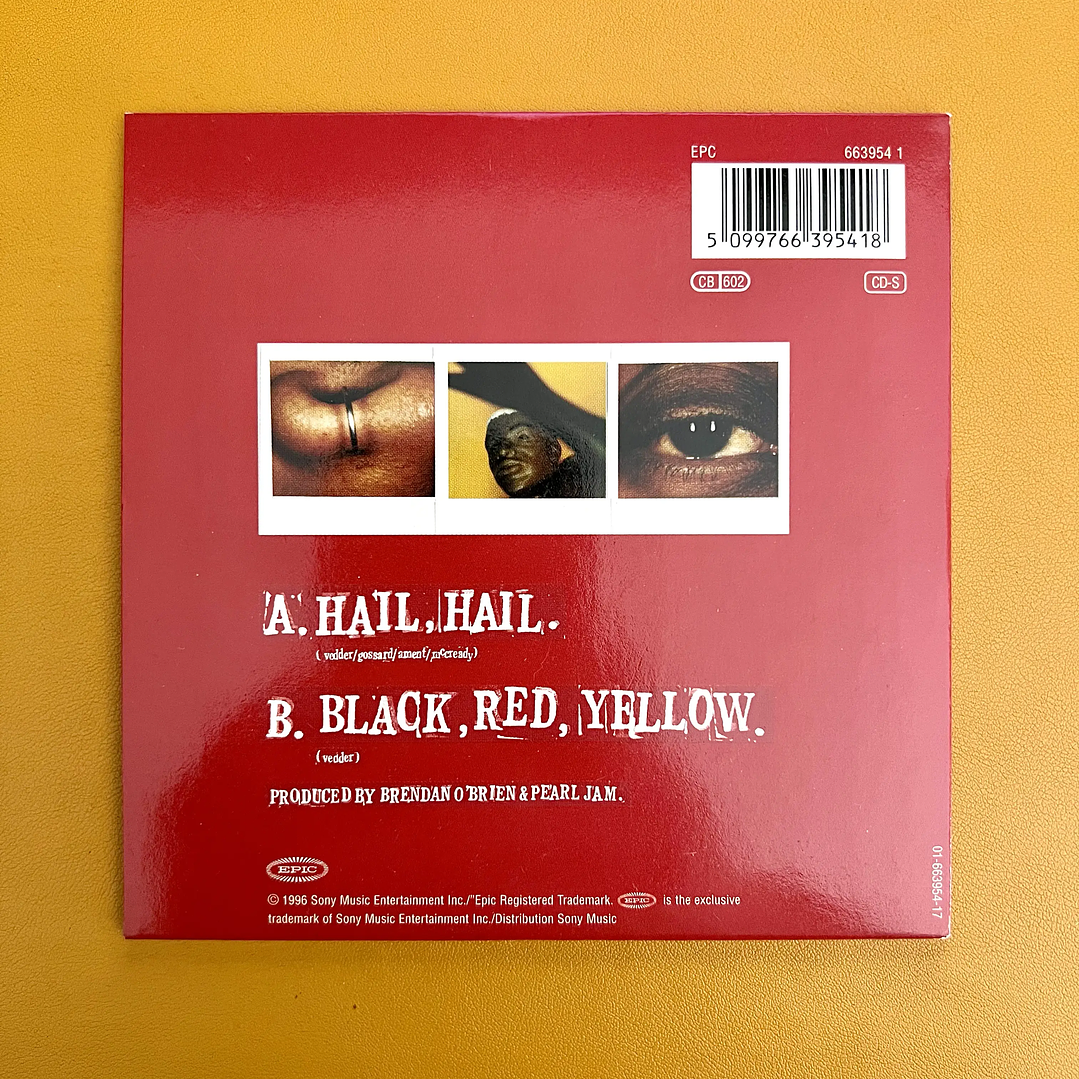 EPC 663954 1
5 099766 395418
CB 602 CD-S
A. HAIL, HAIL.
( vedder/gossard/ament/mccready)
B. BLACK, RED, YELLOW.
( vedder)
PRODUCED BY BRENDAN O'BRIEN & PEARL JAM.
EPIC
© 1996 Sony Music Entertainment Inc./"Epic Registered Trademark. EPIC is the exclusive
trademark of Sony Music Entertainment Inc./Distribution Sony Music
01-663954-17